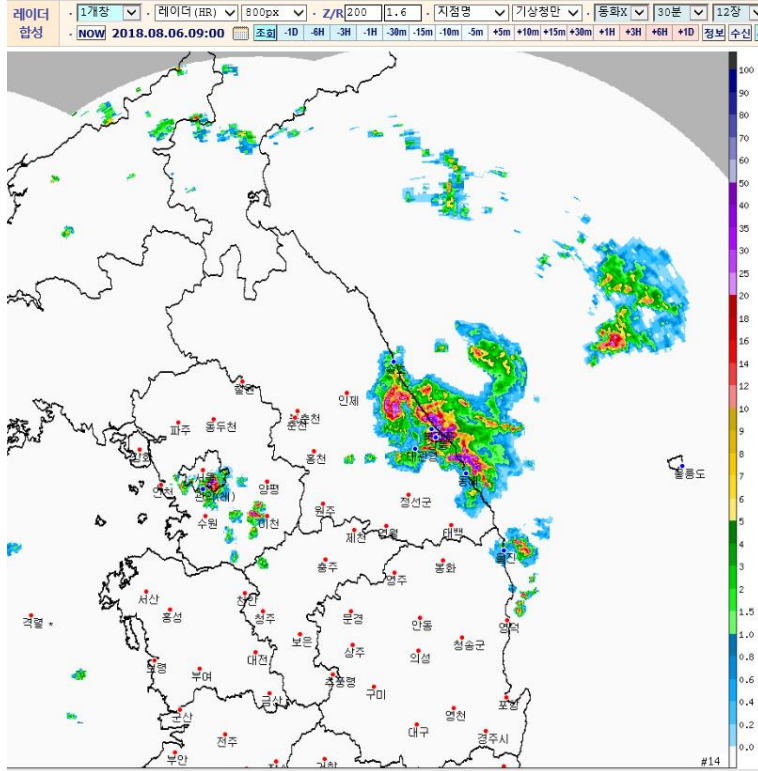 레이더 합성
1개창 · 레이더(HR) 800px · Z/R 200 1.6 · 지점명 기상청만 · 동화X 30분 12장
· NOW 2018.08.06.09:00 조회 -1D -6H -3H -1H -30m -15m -10m -5m +5m +10m +15m +30m +1H +3H +6H +1D 정보 수신
100
90
80
70
60
50
40
35
30
25
20
18
16
14
12
10
9
8
7
6
5
4
3
2
1.5
1.0
0.8
0.6
0.4
0.2
0.0
철원
인제
파주 동두천
춘천
홍천
인천
양평
울릉도
수원
원주
정선군
제천 영월 태백
울진
충주
영주
봉화
서산
홍성
천안
청주
문경
안동
영덕
격렬
보은
상주
의성
청송군
대전
보령
부여
추풍령
구미
금산
군산
영천
포항
전주
대구
경주시
부안
#14